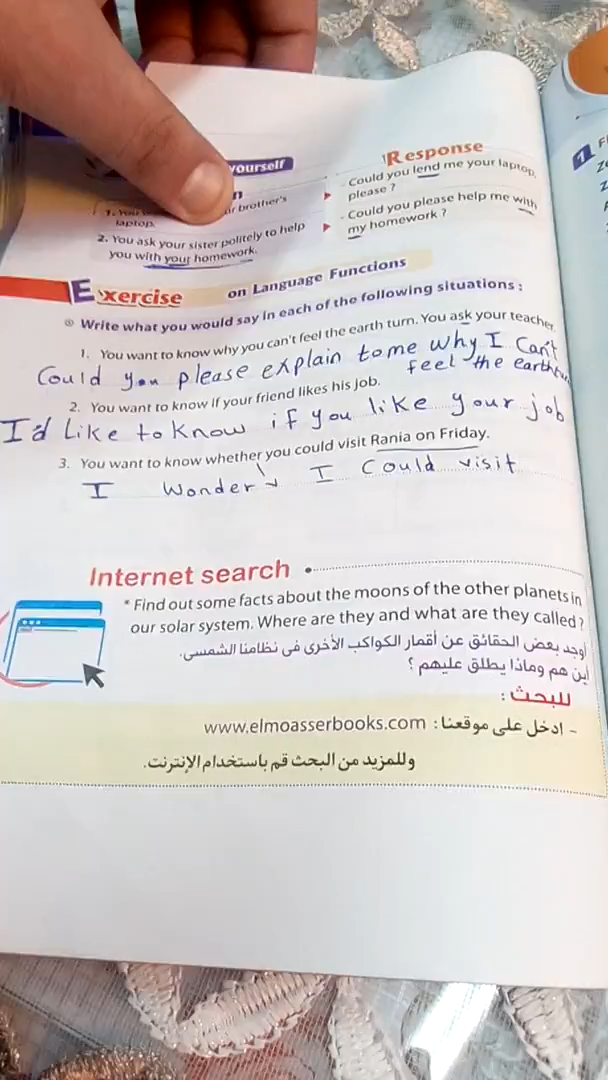 yourself
Response
brother's
laptop.
Could you lend me your laptop,
please ?
2. You ask your sister politely to help
you with your homework.
Could you please help me with
my homework ?
Exercise on Language Functions
Write what you would say in each of the following situations :
1. You want to know why you can't feel the earth turn. You ask your teacher
Could you please explain to me why I Can't
feel the earth
2. You want to know if your friend likes his job.
I'd Like to Know if you like your job
3. You want to know whether you could visit Rania on Friday.
I Wonder I Could visit
Internet search
* Find out some facts about the moons of the other planets in
our solar system. Where are they and what are they called ?
أوجد بعض الحقائق عن أقمار الكواكب الأخرى فى نظامنا الشمسى.
أين هم وماذا يطلق عليهم ؟
للبحث :
- ادخل على موقعنا : www.elmoasserbooks.com
وللمزيد من البحث قم باستخدام الإنترنت.